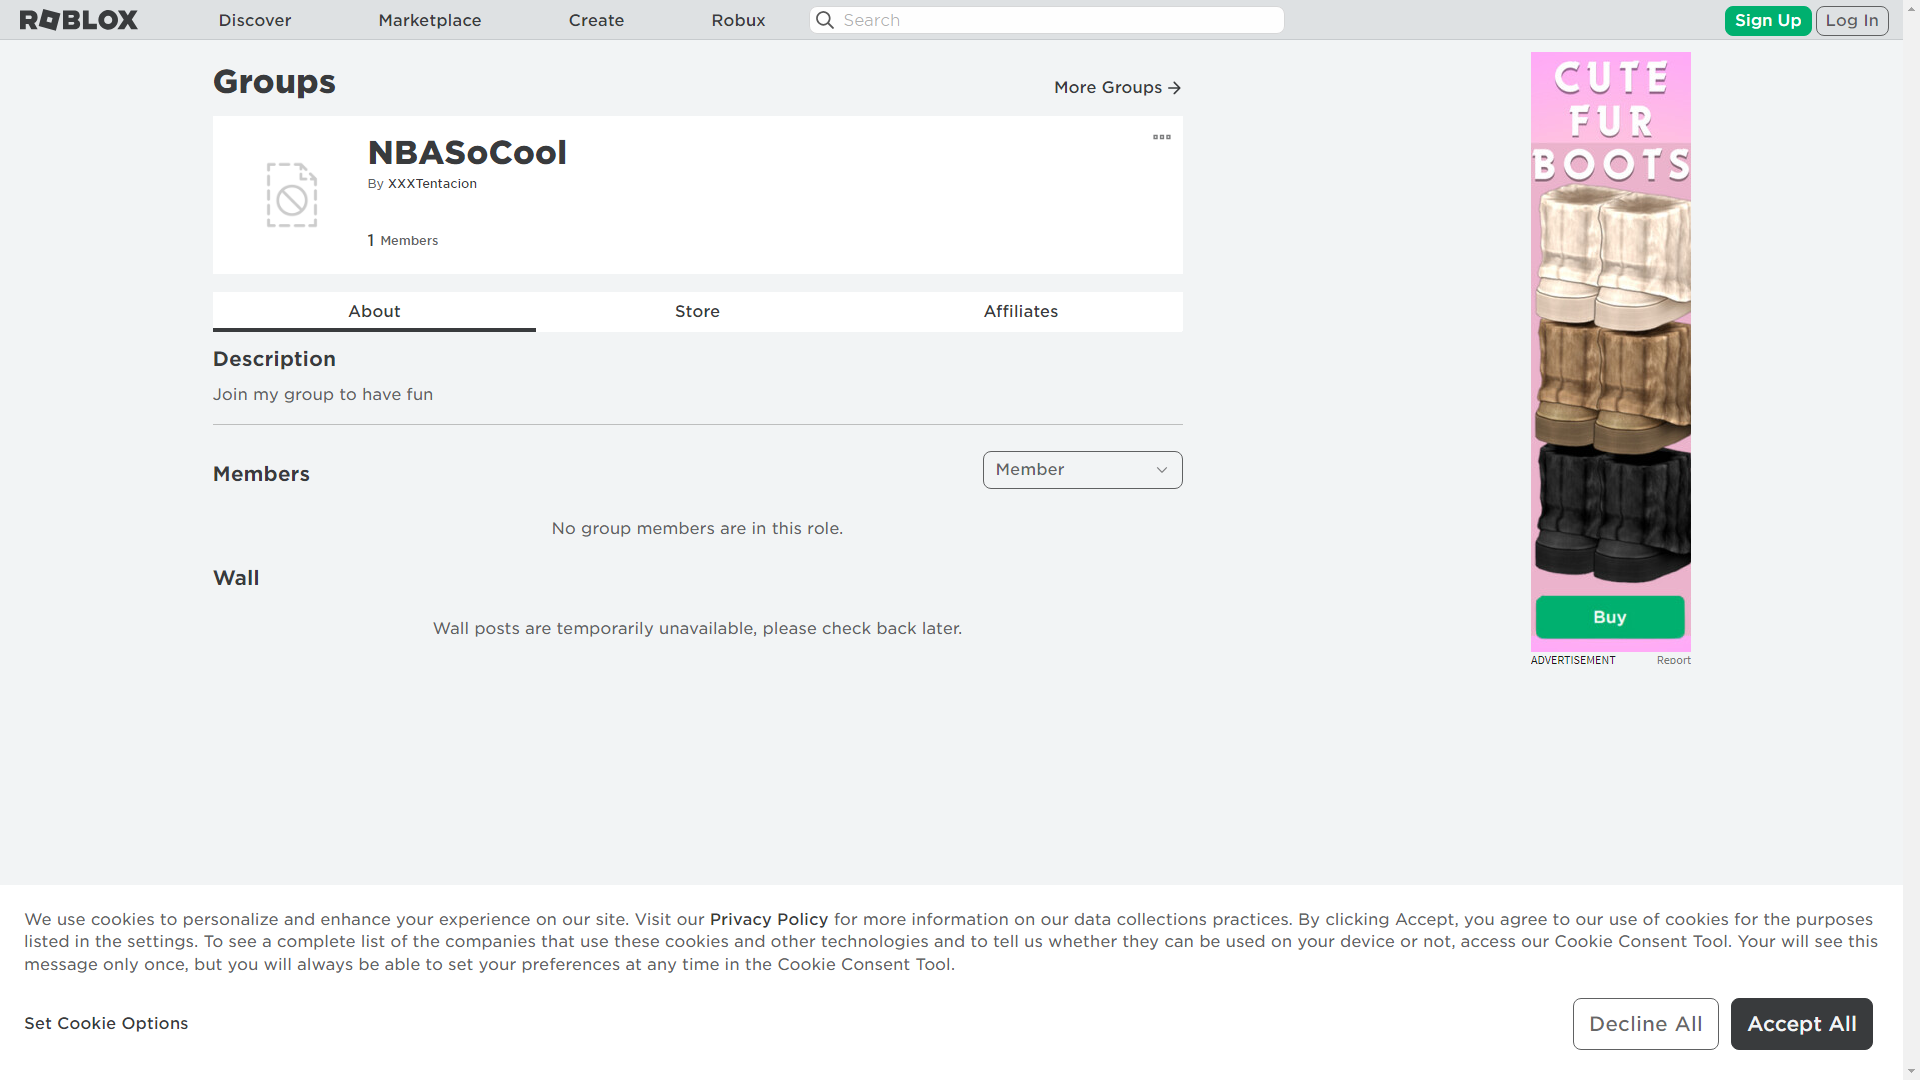 ROBLOX
Discover
Marketplace
Create
Robux
Search
Sign Up
Log In
Groups
More Groups
NBASoCool
By XXXTentacion
1 Members
About
Store
Affiliates
Description
Join my group to have fun
Members
Member
No group members are in this role.
Wall
Wall posts are temporarily unavailable, please check back later.
CUTE
FUR
BOOTS
Buy
ADVERTISEMENT
Report
We use cookies to personalize and enhance your experience on our site. Visit our Privacy Policy for more information on our data collections practices. By clicking Accept, you agree to our use of cookies for the purposes
listed in the settings. To see a complete list of the companies that use these cookies and other technologies and to tell us whether they can be used on your device or not, access our Cookie Consent Tool. Your will see this
message only once, but you will always be able to set your preferences at any time in the Cookie Consent Tool.
Set Cookie Options
Decline All
Accept All